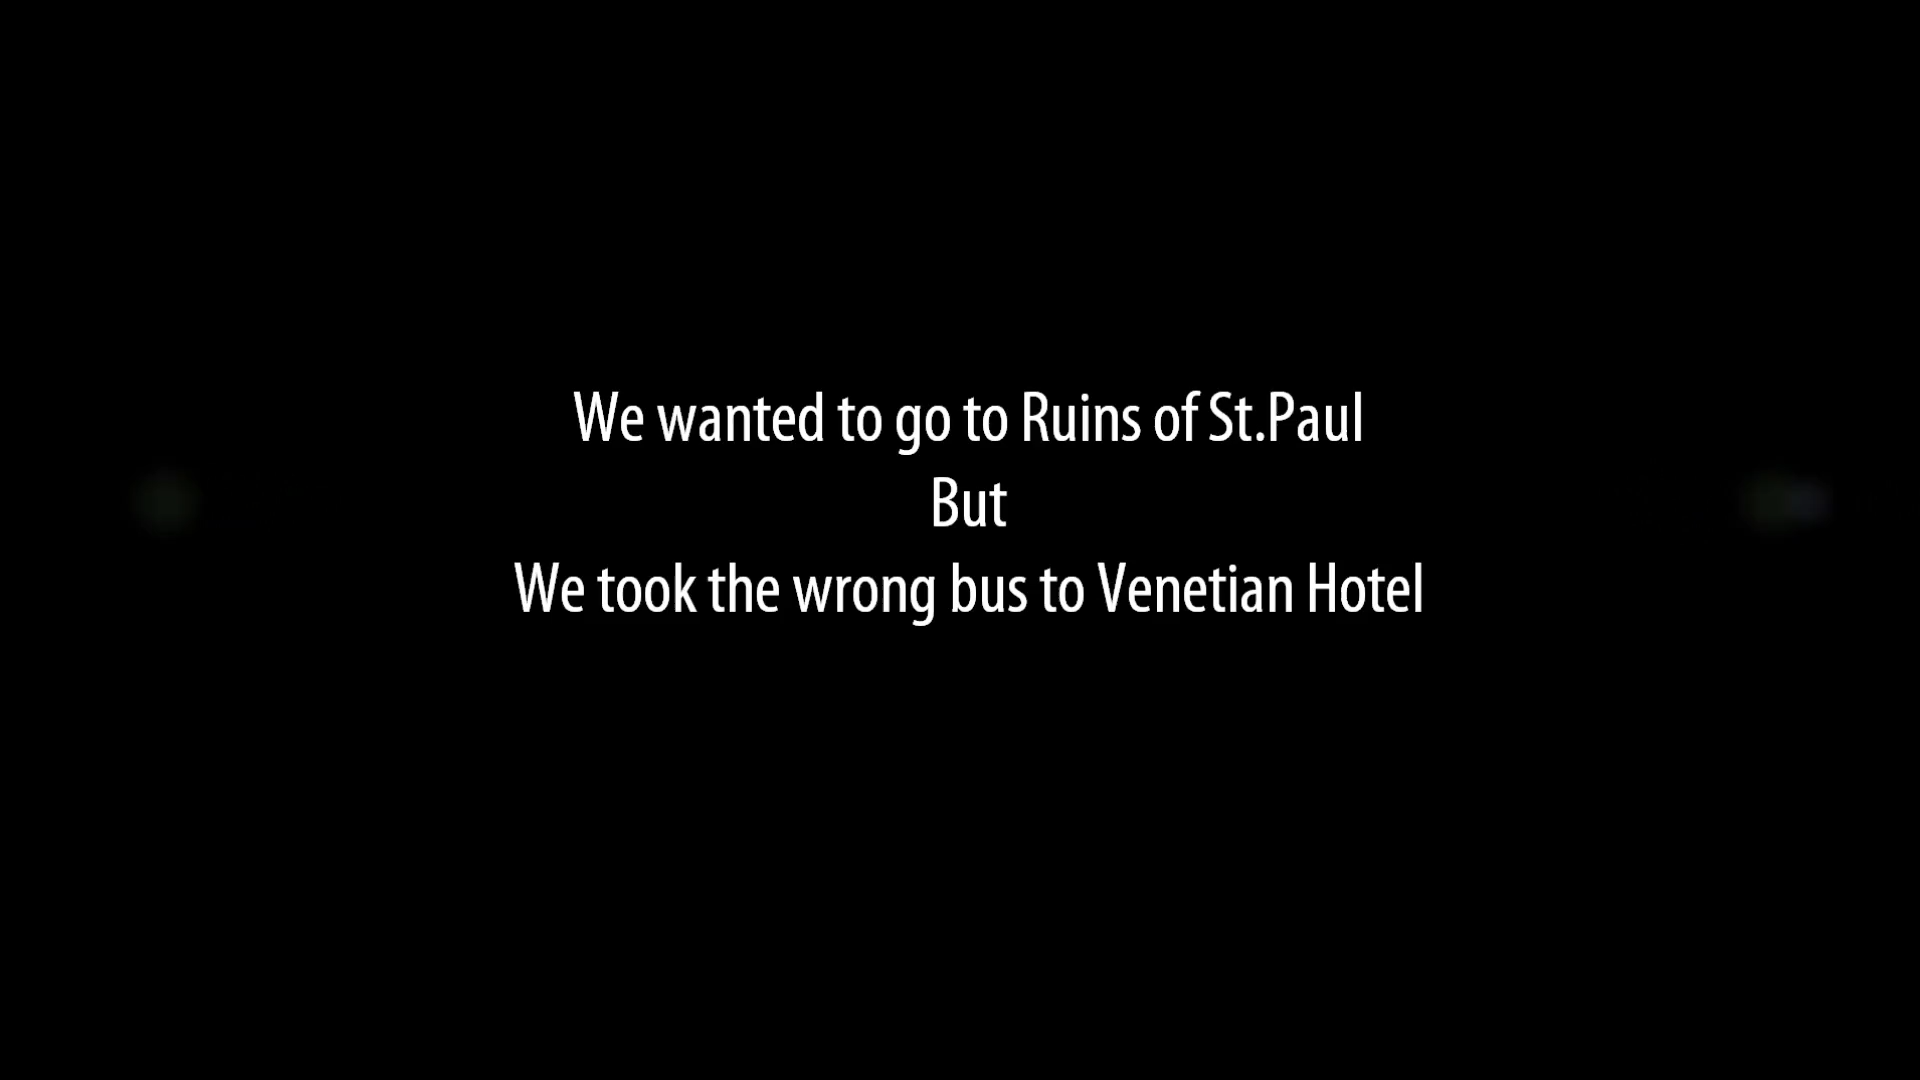 We wanted to go to Ruins of St.Paul
But
We took the wrong bus to Venetian Hotel